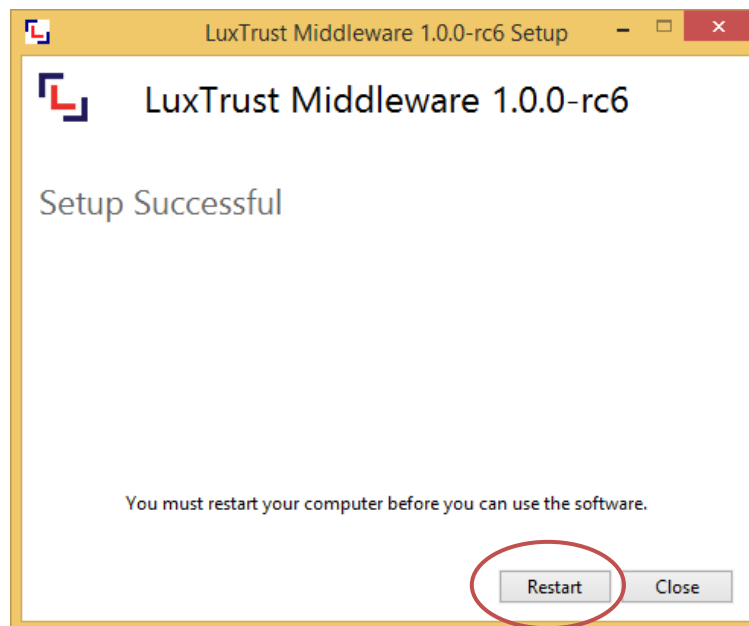 LuxTrust Middleware 1.0.0-rc6 Setup
LuxTrust Middleware 1.0.0-rc6
Setup Successful
You must restart your computer before you can use the software.
Restart Close